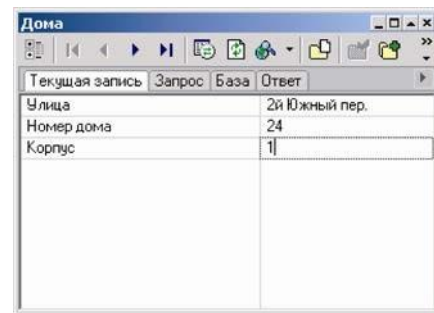 Дома
Текущая запись Запрос База Ответ
Улица 2й Южный пер.
Номер дома 24
Корпус 1